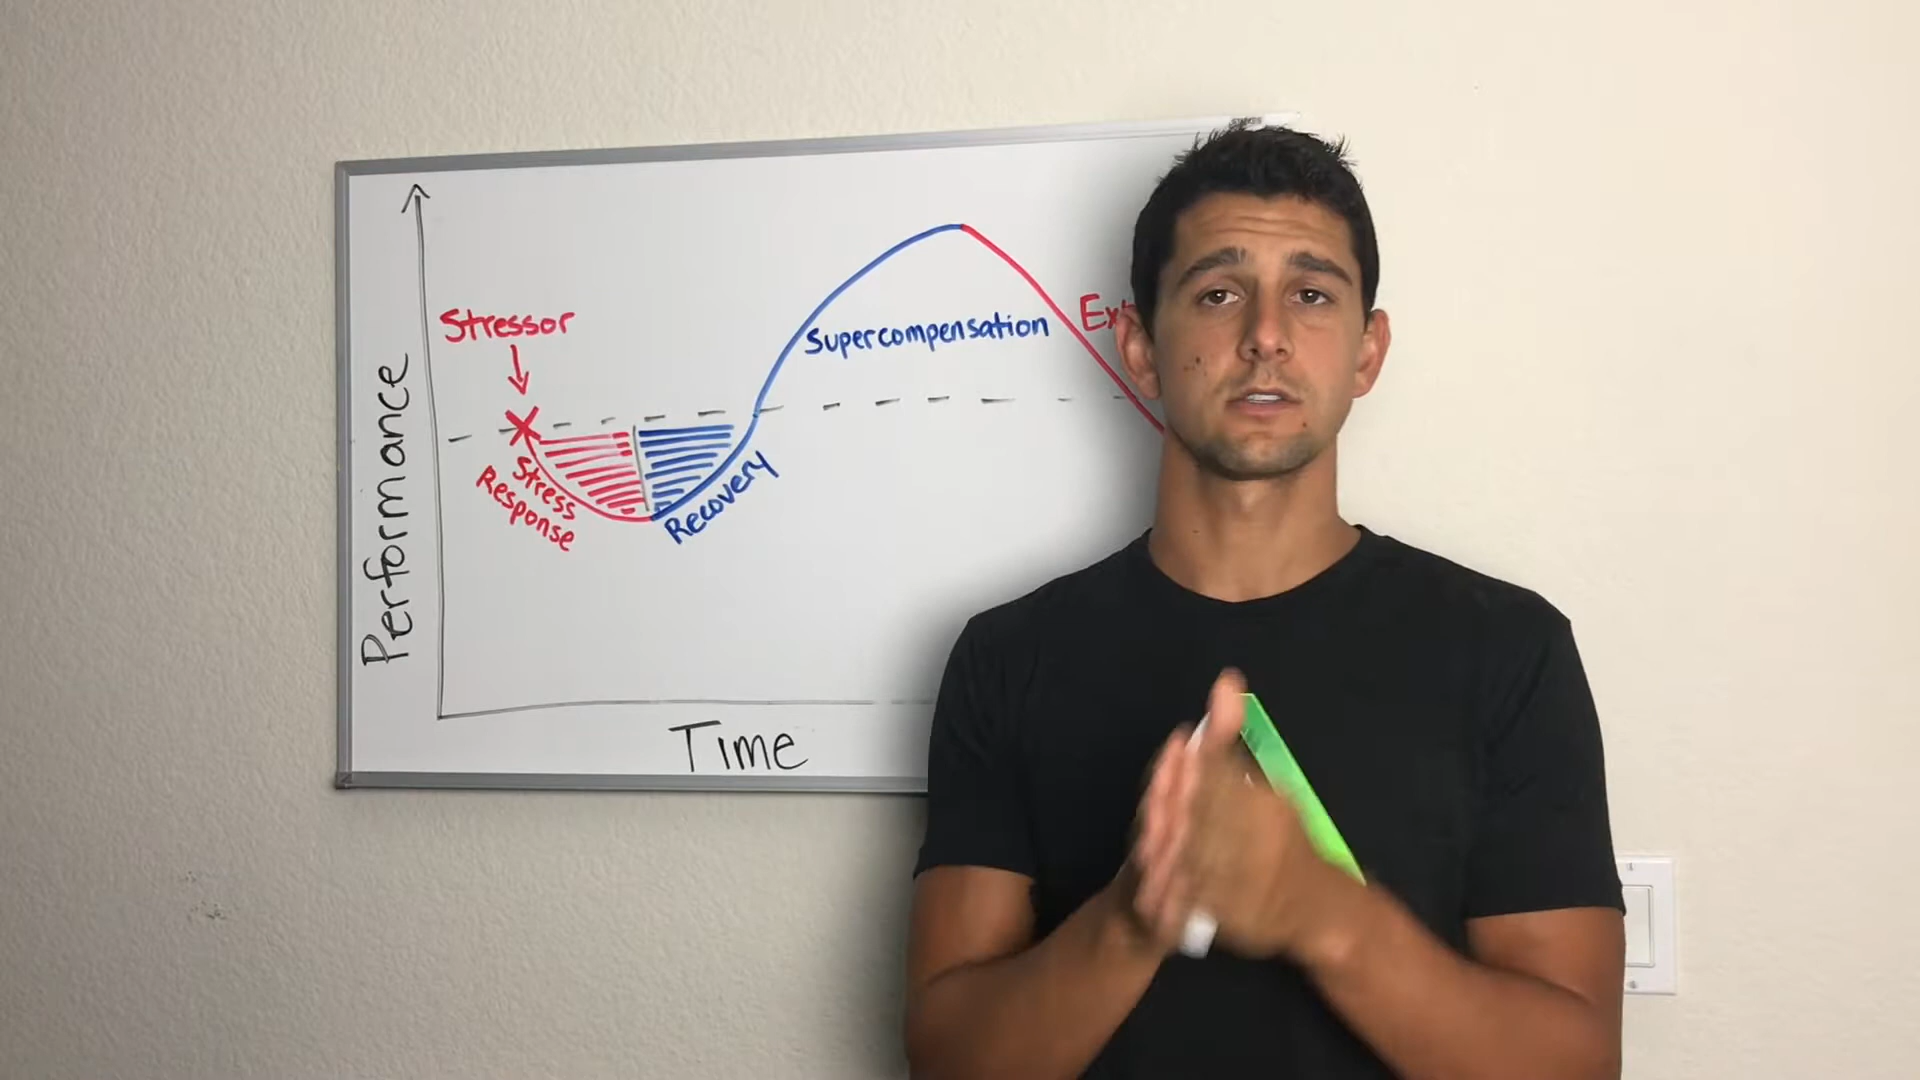 Stressor
Supercompensation
Stress
Response
Recovery
Performance
Time